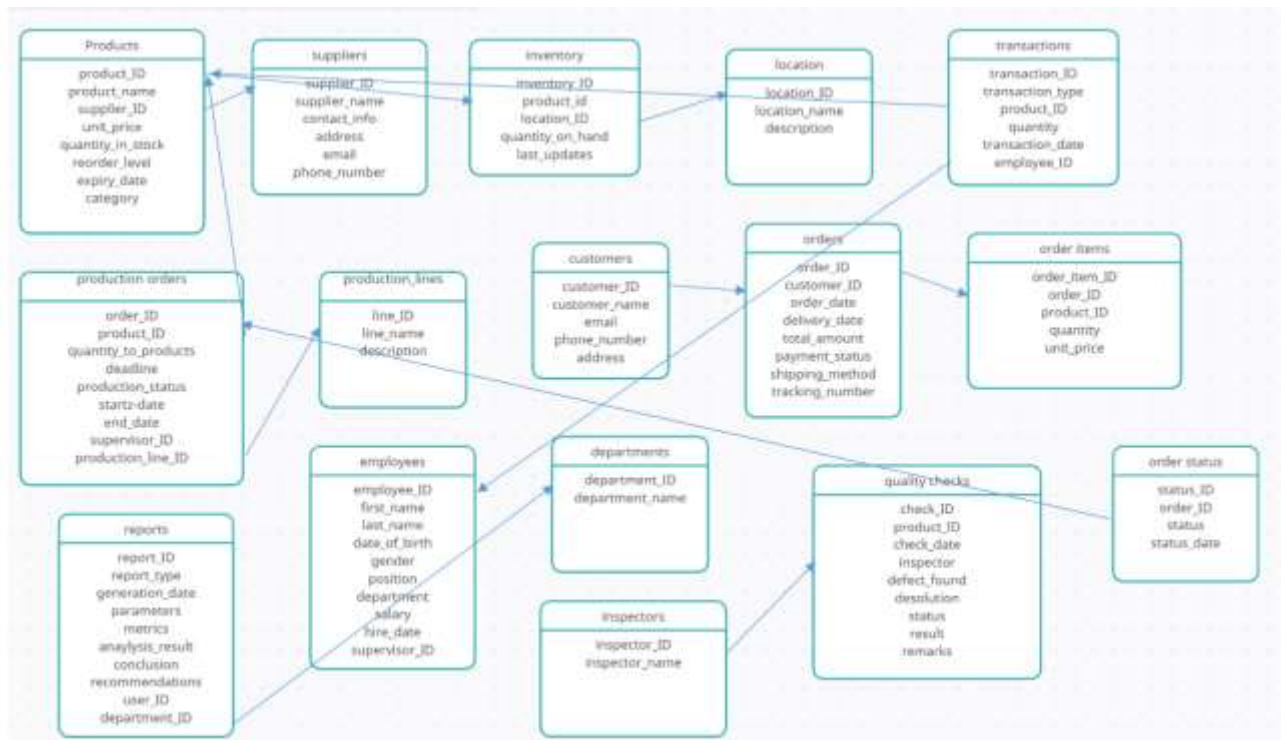 Products
product_ID
product_name
supplier_ID
unit_price
quantity_in_stock
reorder_level
expiry_date
category
suppliers
supplier_ID
supplier_name
contact_info
address
email
phone_number
inventory
inventory_ID
product_id
location_ID
quantity_on_hand
last_updates
location
location_ID
location_name
description
transactions
transaction_ID
transaction_type
product_ID
quantity
transaction_date
employee_ID
production orders
order_ID
product_ID
quantity_to_products
deadline
production_status
startz-date
end_date
supervisor_ID
production_line_ID
production_lines
line_ID
line_name
description
customers
customer_ID
customer_name
email
phone_number
address
orders
order_ID
customer_ID
order_date
delivery_date
total_amount
payment_status
shipping_method
tracking_number
order items
order_item_ID
order_ID
product_ID
quantity
unit_price
reports
report_ID
report_type
generation_date
parameters
metrics
anaylysis_result
conclusion
recommendations
user_ID
department_ID
employees
employee_ID
first_name
last_name
date_of_birth
gender
position
department
salary
hire_date
supervisor_ID
departments
department_ID
department_name
inspectors
inspector_ID
inspector_name
quality checks
check_ID
product_ID
check_date
inspector
defect_found
desolution
status
result
remarks
order status
status_ID
order_ID
status
status_date